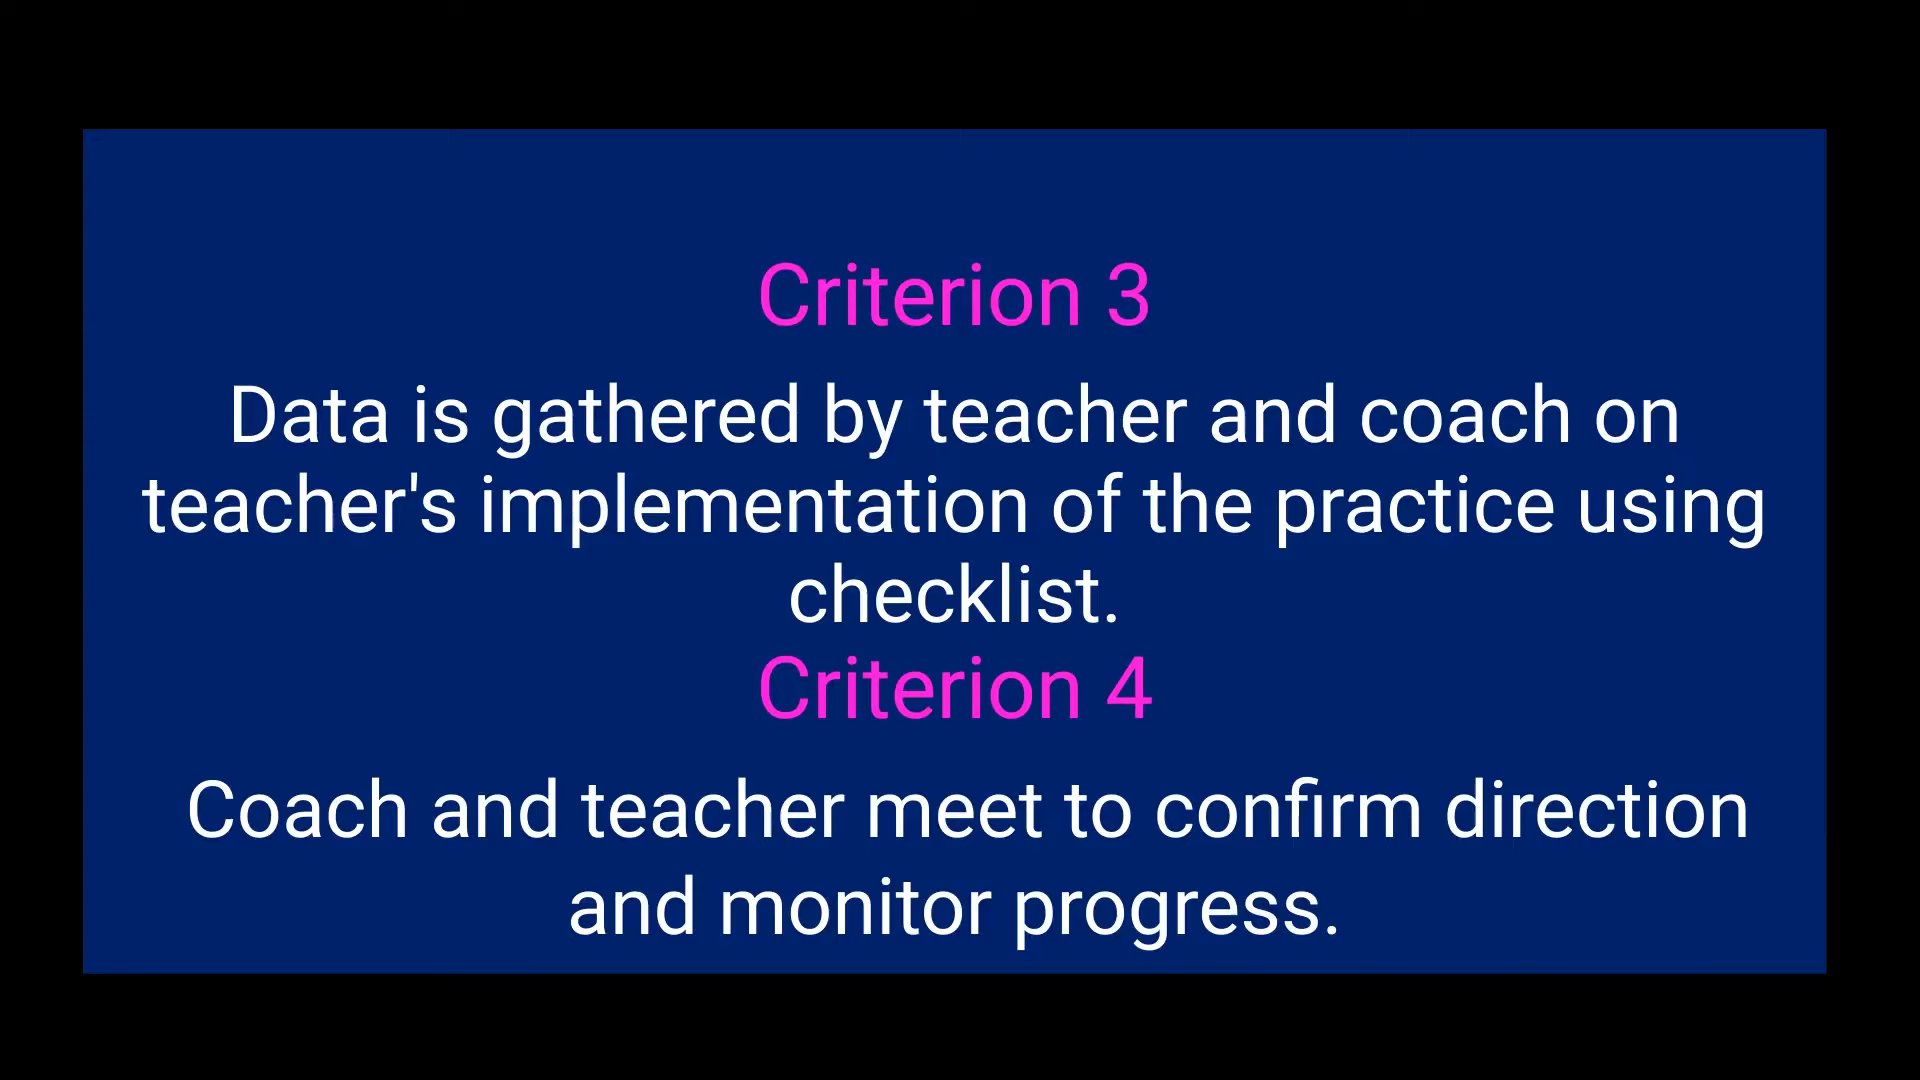 Criterion 3
Data is gathered by teacher and coach on
teacher's implementation of the practice using
checklist.
Criterion 4
Coach and teacher meet to confirm direction
and monitor progress.